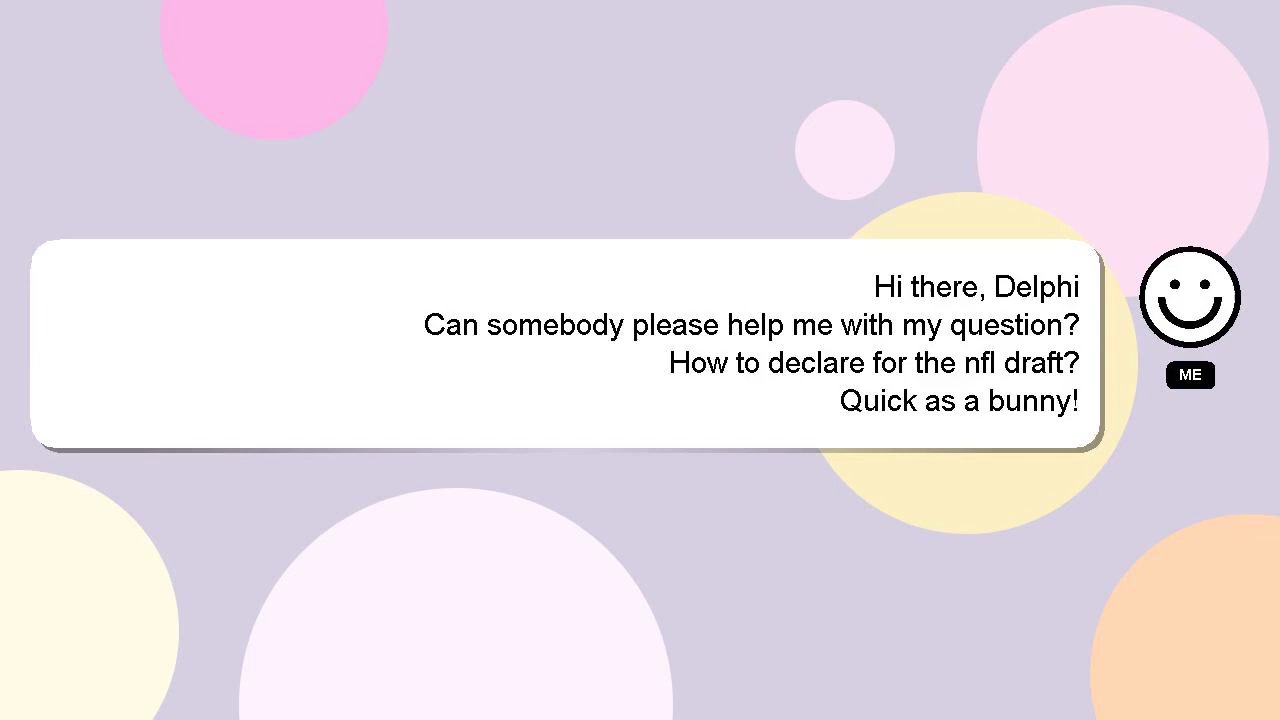 Hi there, Delphi
Can somebody please help me with my question?
How to declare for the nfl draft?
Quick as a bunny!
ME